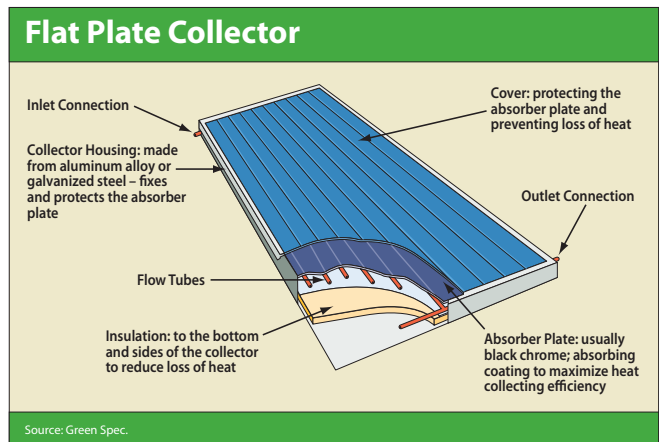 Flat Plate Collector
Inlet Connection
Collector Housing: made
from aluminum alloy or
galvanized steel – fixes
and protects the absorber
plate
Flow Tubes
Insulation: to the bottom
and sides of the collector
to reduce loss of heat
Cover: protecting the
absorber plate and
preventing loss of heat
Outlet Connection
Absorber Plate: usually
black chrome; absorbing
coating to maximize heat
collecting efficiency
Source: Green Spec.